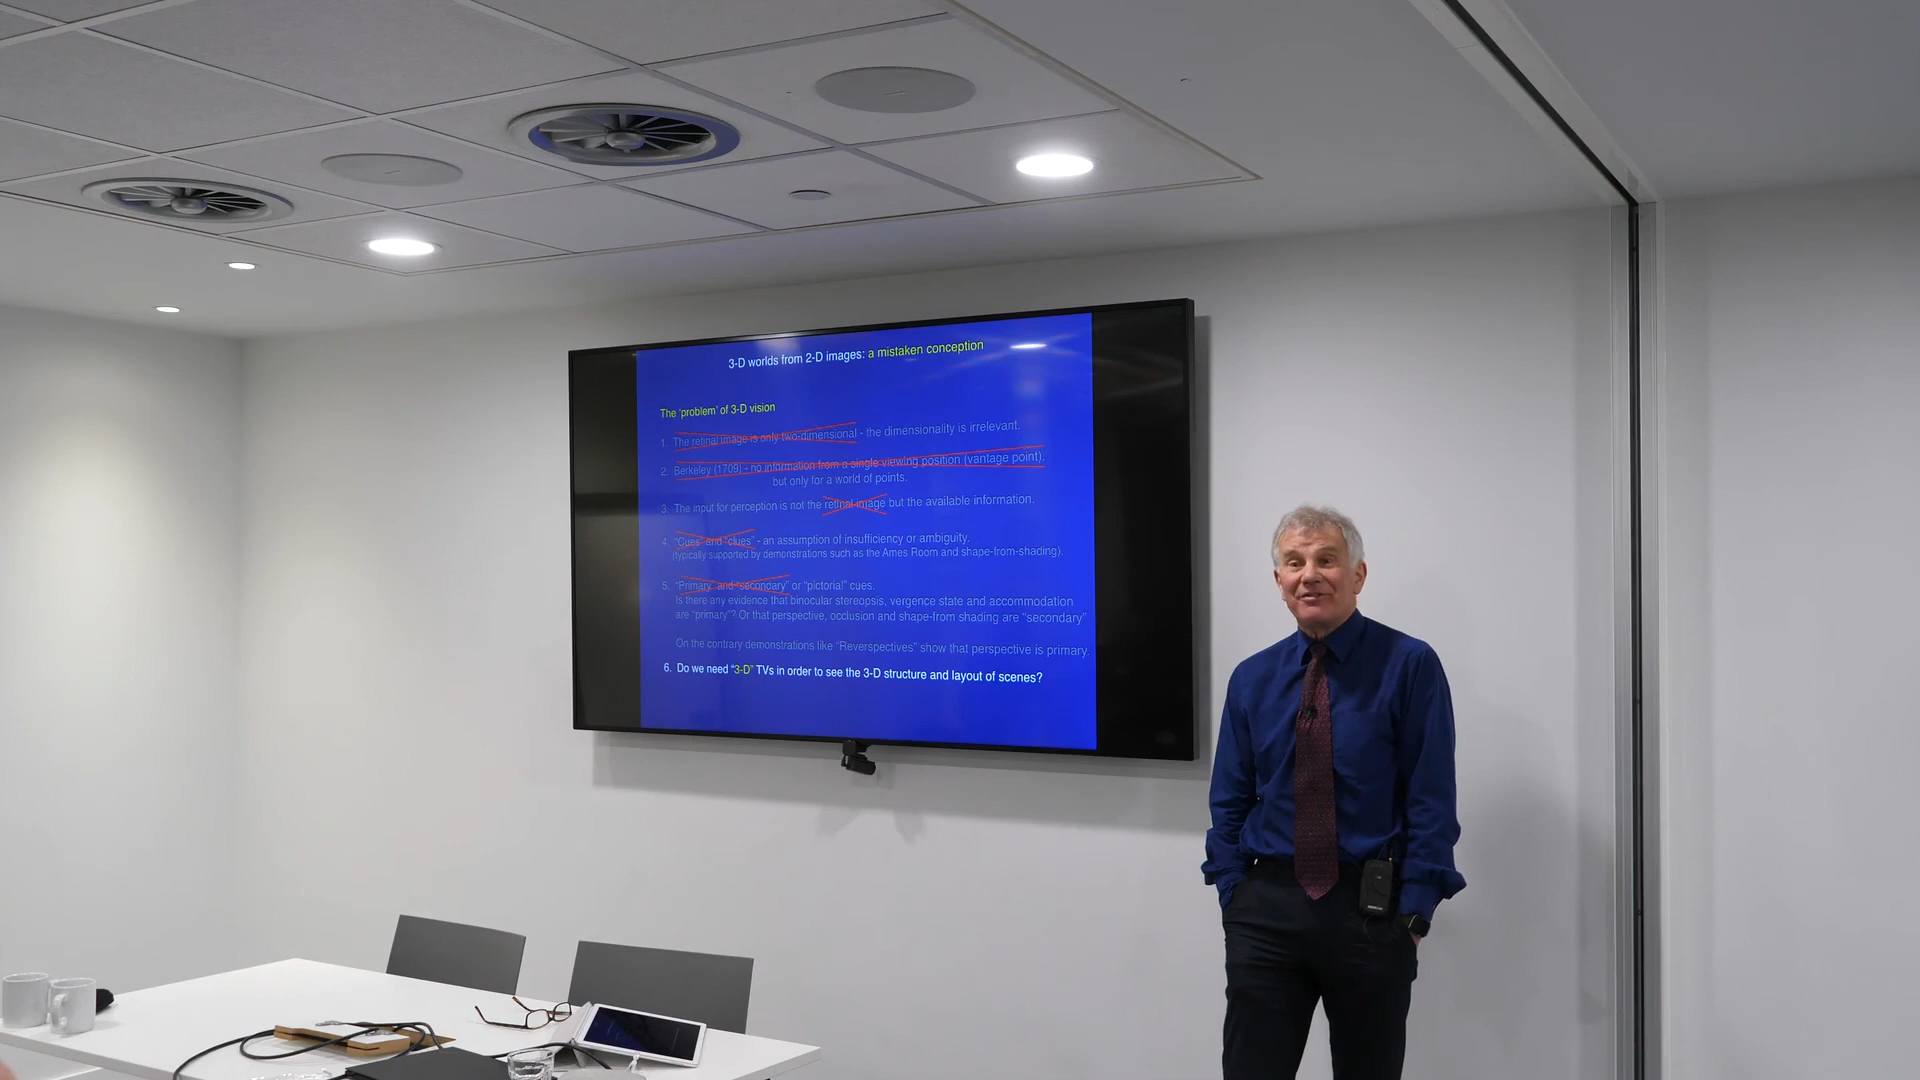 3-D worlds from 2-D images: a mistaken conception
The 'problem' of 3-D vision
1. The retinal image is only two-dimensional - the dimensionality is irrelevant.
2. Berkeley (1709) - no information from a single viewing position (vantage point).
but only for a world of points.
3. The input for perception is not the retinal image but the available information.
4. "Cues" and "clues" - an assumption of insufficiency or ambiguity.
(typically supported by demonstrations such as the Ames Room and shape-from-shading).
5. "Primary" and "secondary" or "pictorial" cues.
Is there any evidence that binocular stereopsis, vergence state and accommodation
are "primary"? Or that perspective, occlusion and shape-from shading are "secondary"
On the contrary demonstrations like "Reverspectives" show that perspective is primary.
6. Do we need "3-D" TVs in order to see the 3-D structure and layout of scenes?